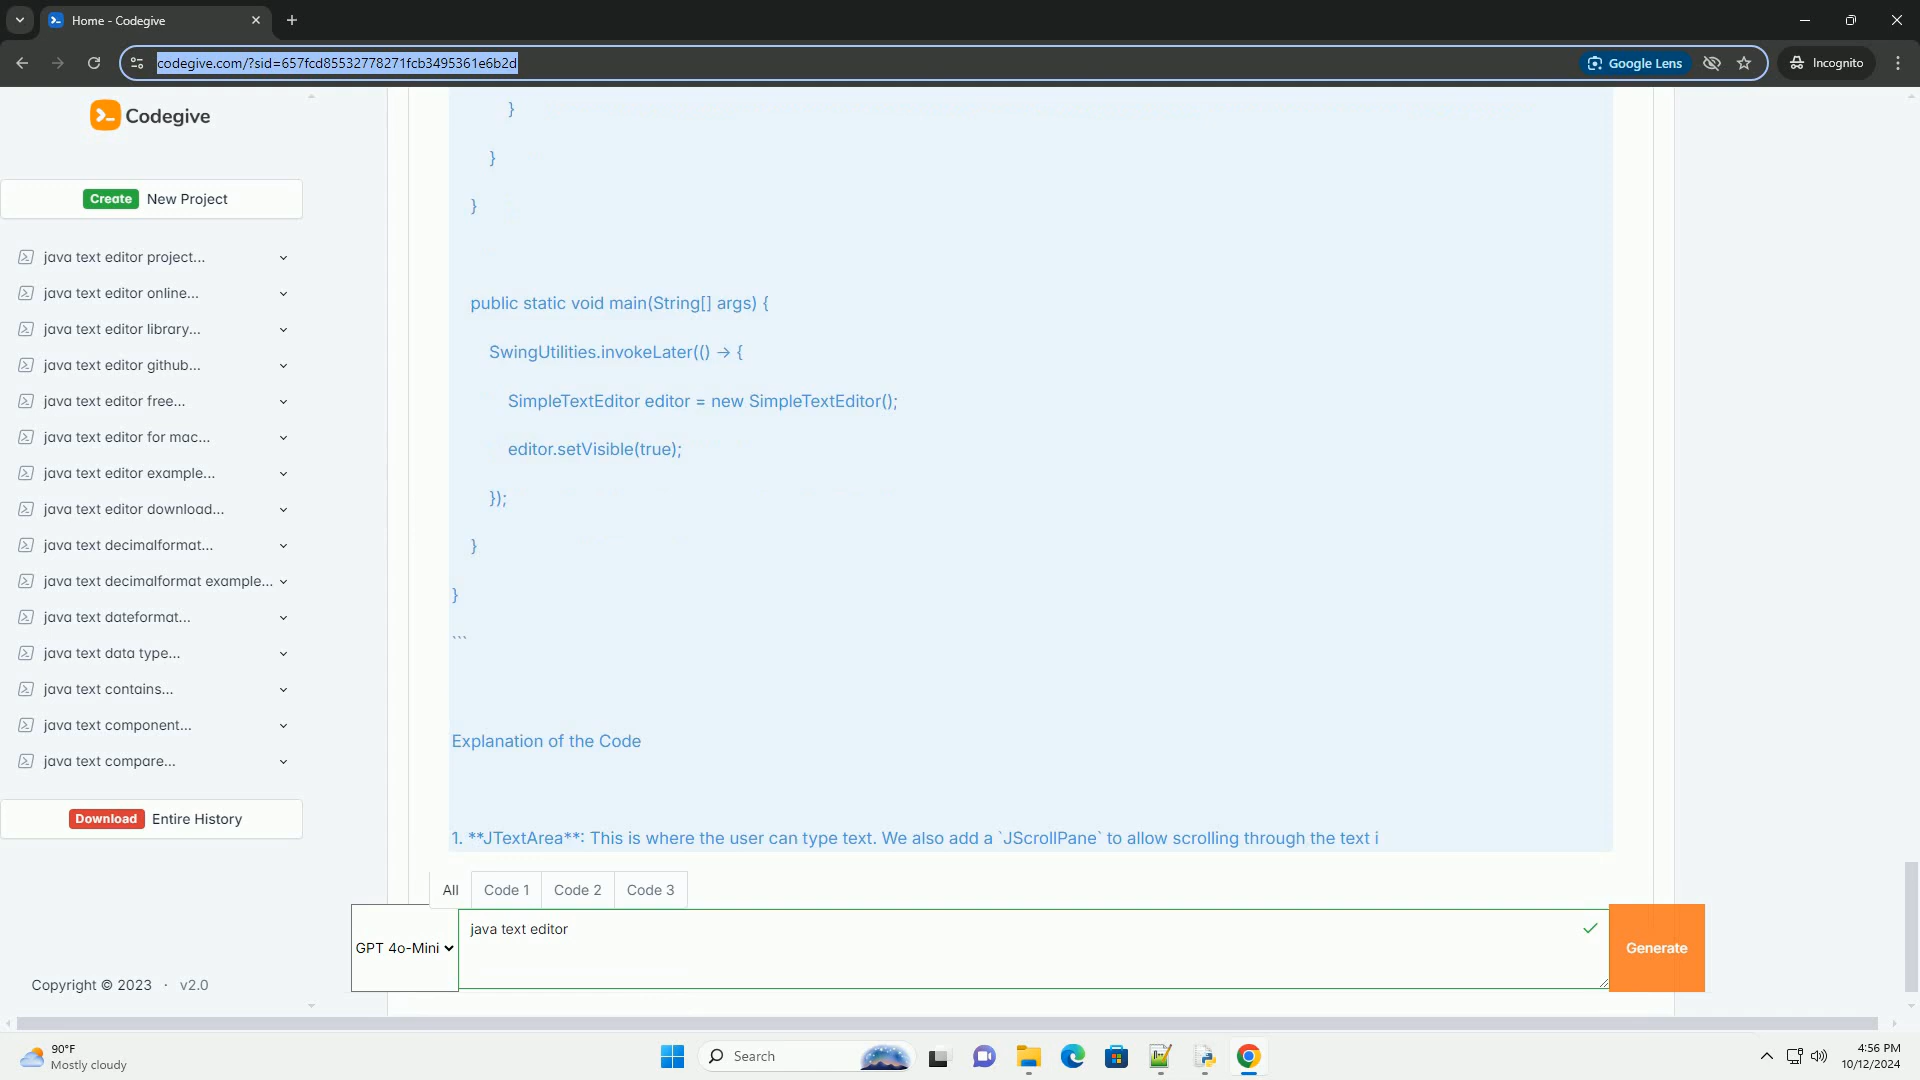 Home - Codegive
codegive.com/?sid=657fcd85532778271fcb3495361e6b2d
Google Lens
Incognito
Codegive
Create New Project
java text editor project...
java text editor online...
java text editor library...
java text editor github...
java text editor free...
java text editor for mac...
java text editor example...
java text editor download...
java text decimalformat...
java text decimalformat example...
java text dateformat...
java text data type...
java text contains...
java text component...
java text compare...
Download Entire History
Copyright © 2023 · v2.0
}
}
}
public static void main(String[] args) {
SwingUtilities.invokeLater(() -> {
SimpleTextEditor editor = new SimpleTextEditor();
editor.setVisible(true);
});
}
}
```
Explanation of the Code
1. **JTextArea**: This is where the user can type text. We also add a `JScrollPane` to allow scrolling through the text i
All Code 1 Code 2 Code 3
GPT 4o-Mini
java text editor
Generate
90°F
Mostly cloudy
Search
4:56 PM
10/12/2024